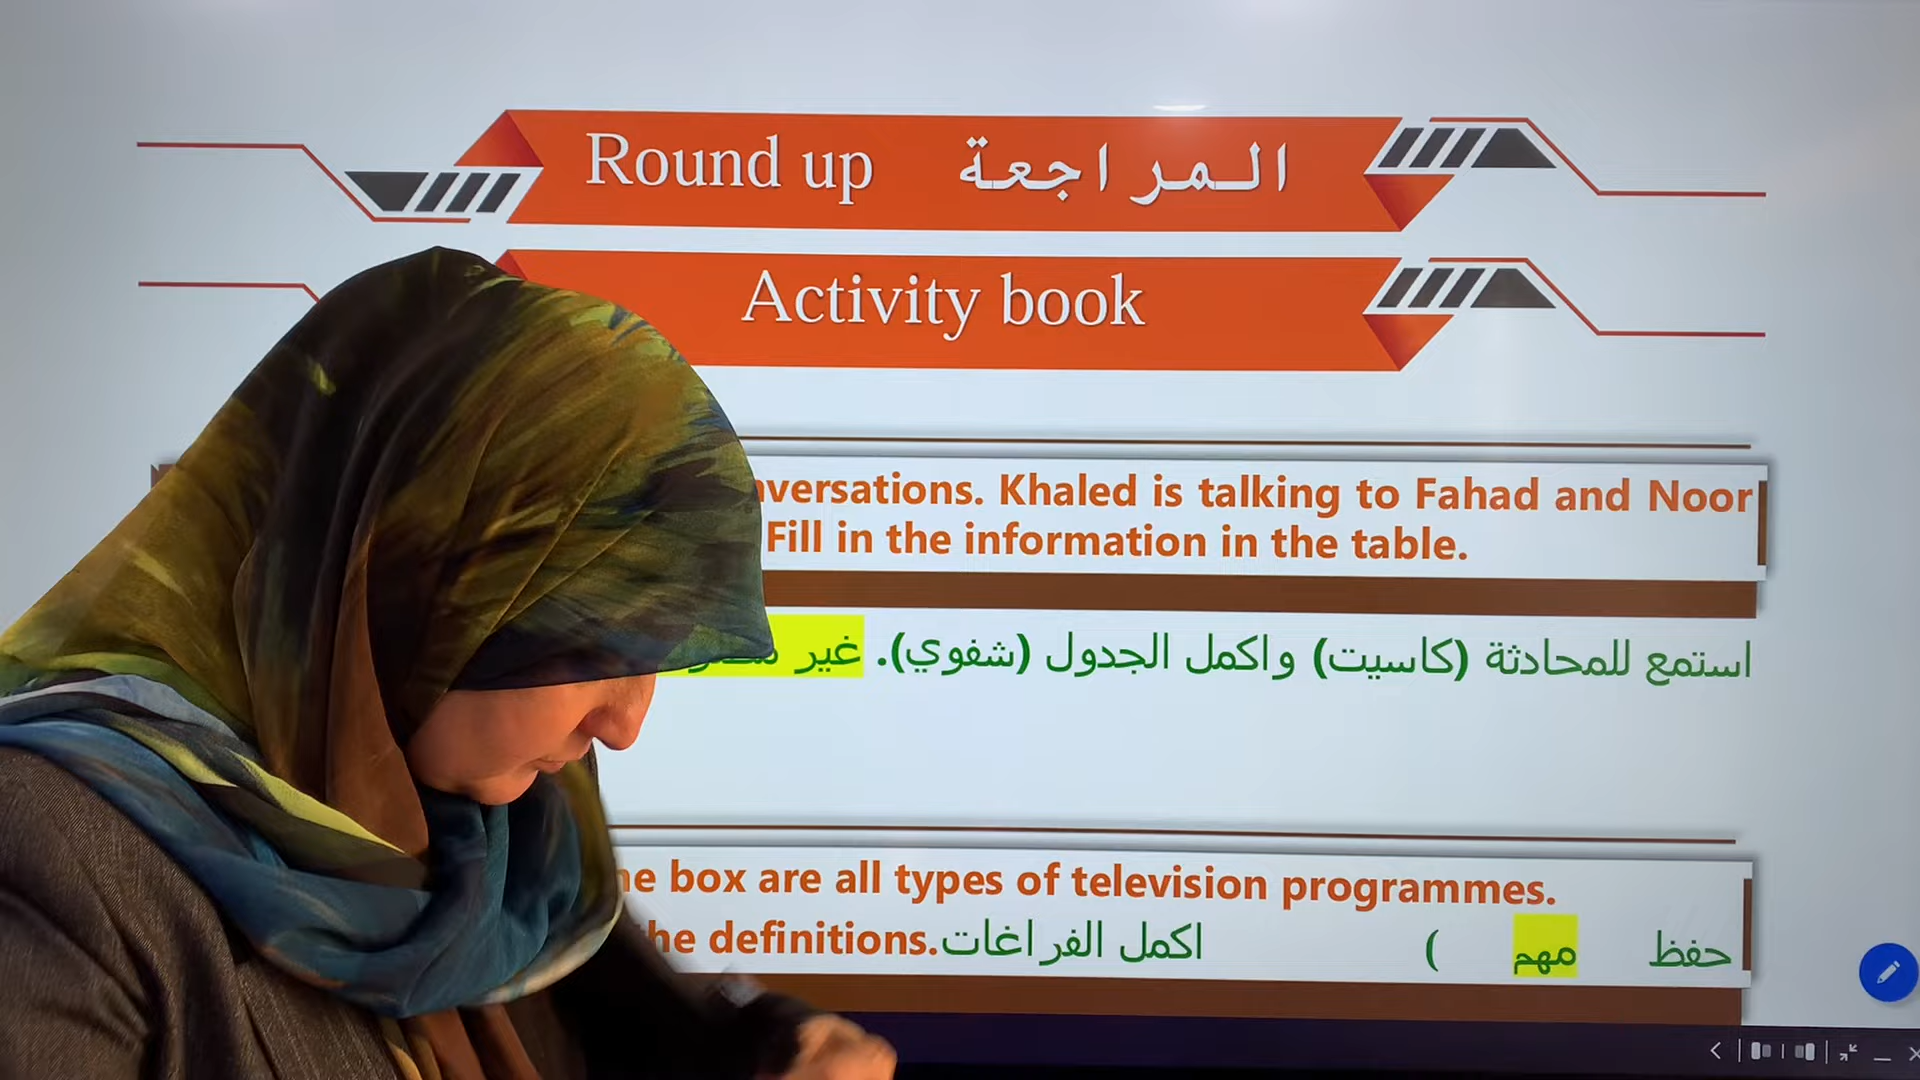 Round up المراجعة
Activity book
Khaled is talking to Fahad and Noor
Fill in the information in the table.
استمع للمحادثة (كاسيت) واكمل الجدول (شفوي). غير
box are all types of television programmes.
definitions. اكمل الفراغات ( مهم حفظ